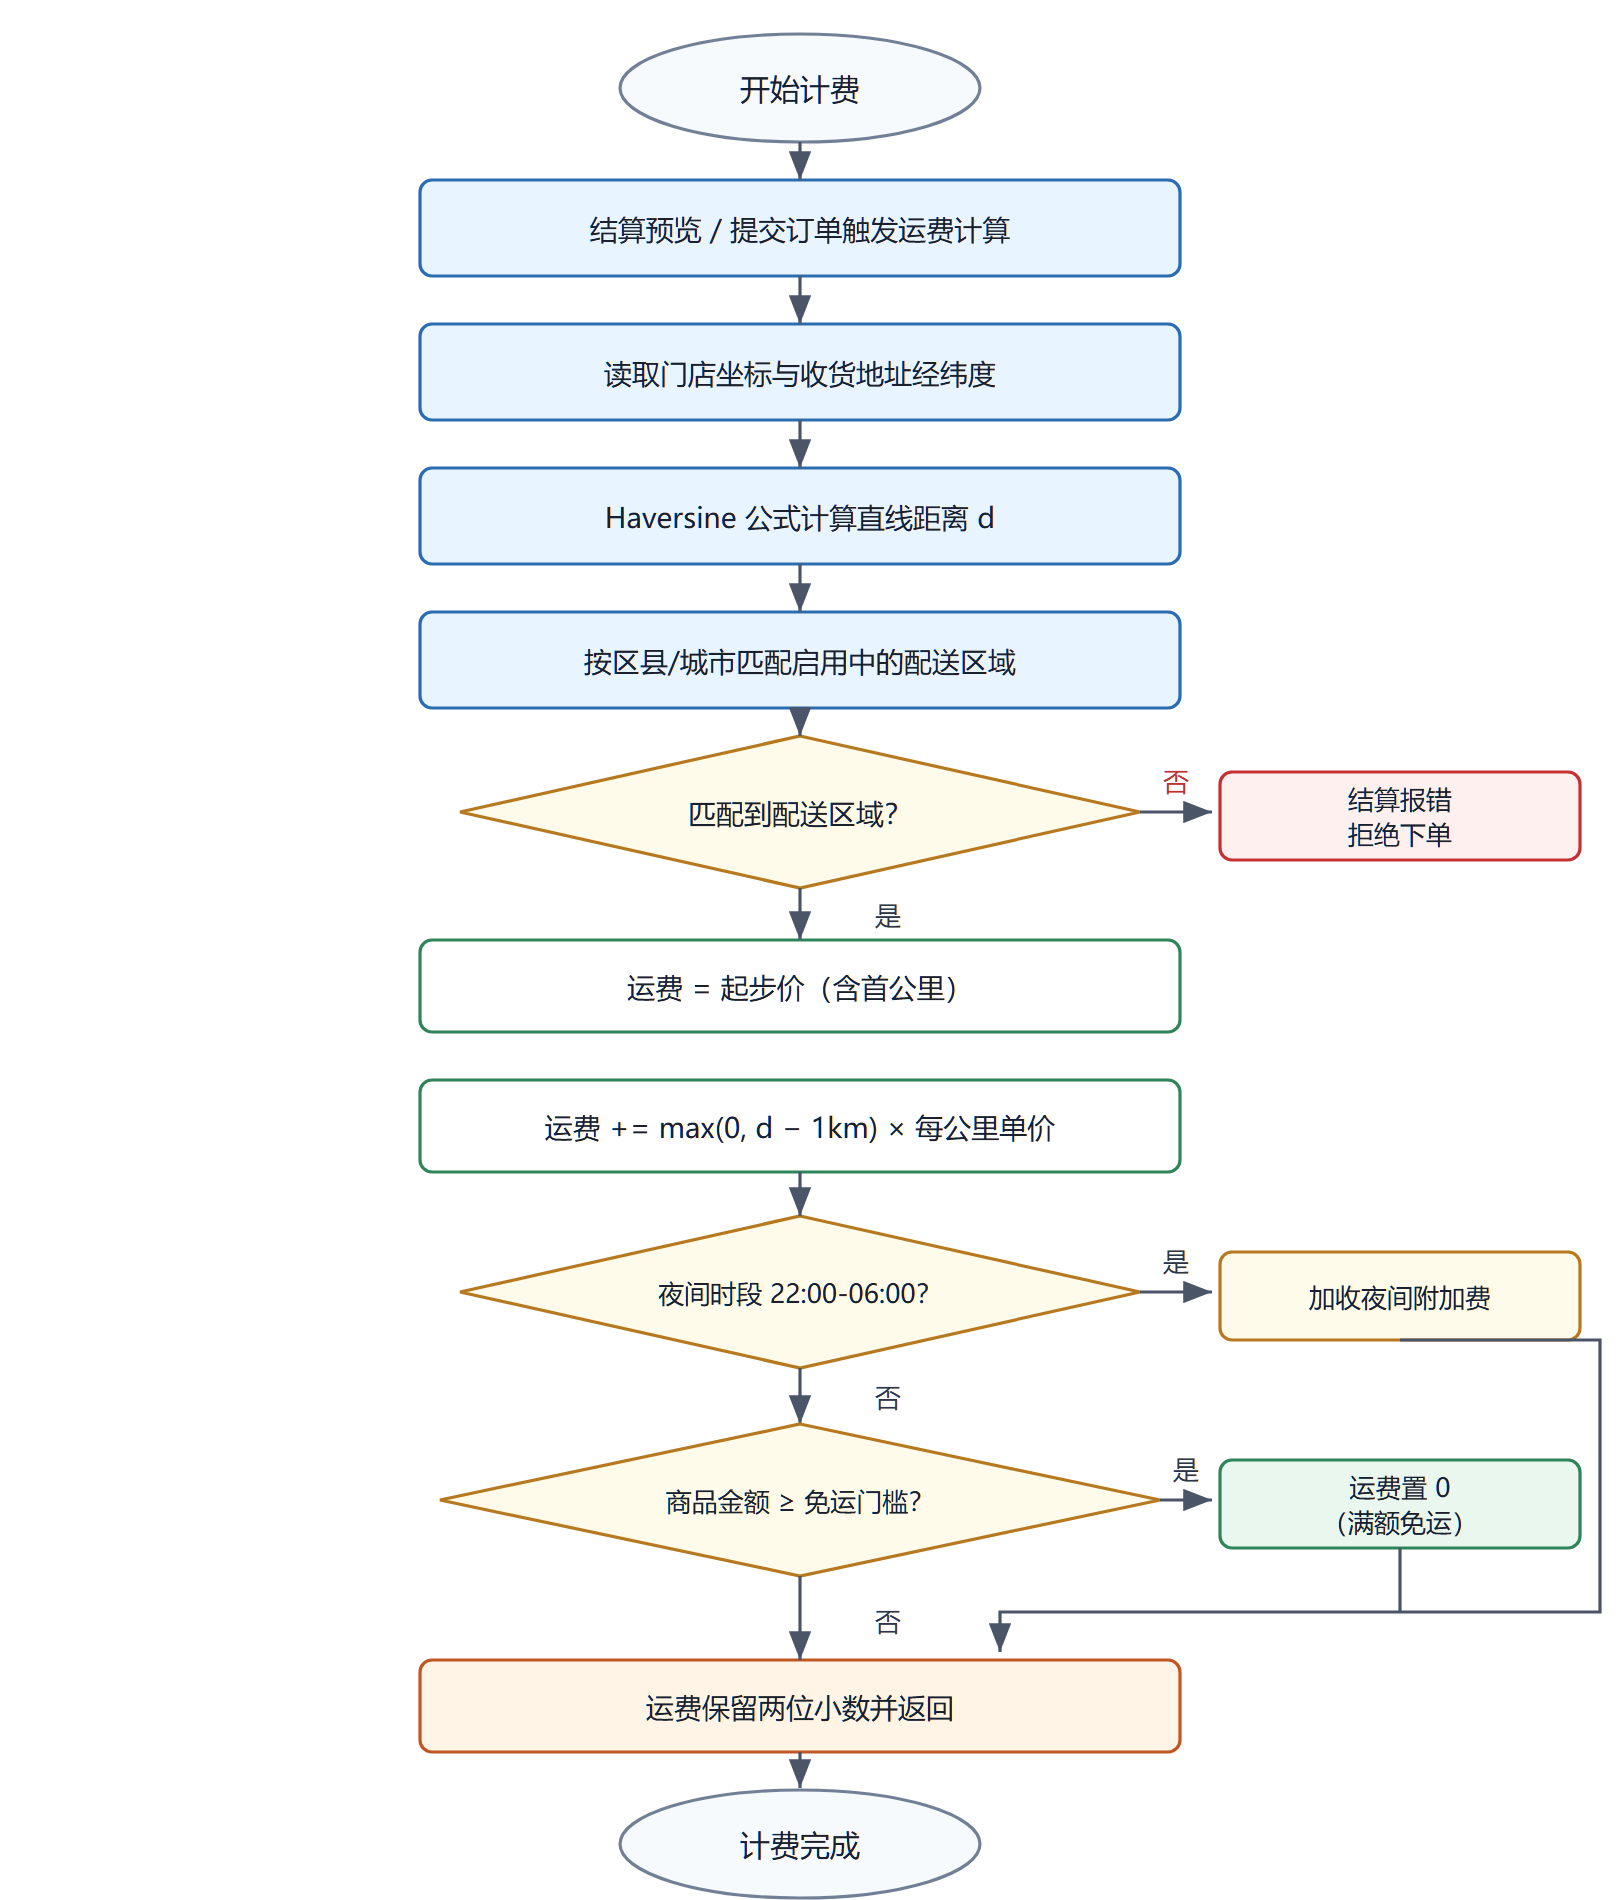 开始计费
结算预览 / 提交订单触发运费计算
读取门店坐标与收货地址经纬度
Haversine 公式计算直线距离 d
按区县/城市匹配启用中的配送区域
匹配到配送区域?
否
结算报错
拒绝下单
是
运费 = 起步价（含首公里）
运费 += max(0, d − 1km) × 每公里单价
夜间时段 22:00-06:00?
是
加收夜间附加费
否
商品金额 ≥ 免运门槛?
是
运费置 0
（满额免运）
否
运费保留两位小数并返回
计费完成